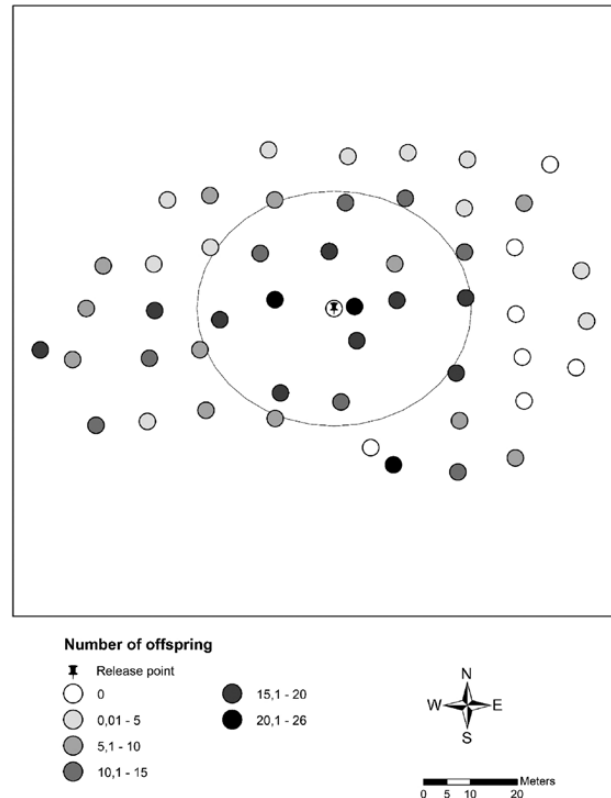 Number of offspring
Release point
0
0,01 - 5
5,1 - 10
10,1 - 15
15,1 - 20
20,1 - 26
N
W E
S
Meters
0 5 10 20